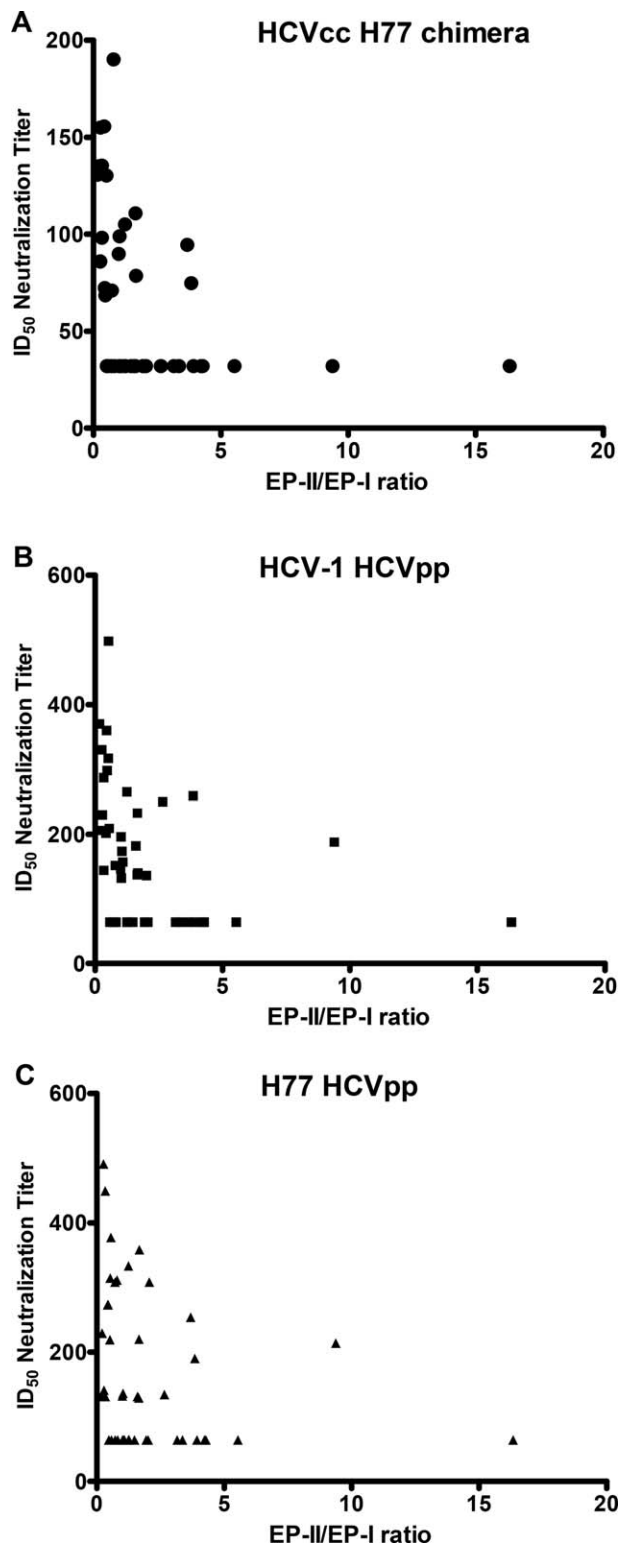 A
HCVcc H77 chimera
200
150
100
50
0
0 5 10 15 20
ID50 Neutralization Titer
EP-II/EP-I ratio
B
HCV-1 HCVpp
600
400
200
0
0 5 10 15 20
ID50 Neutralization Titer
EP-II/EP-I ratio
C
H77 HCVpp
600
400
200
0
0 5 10 15 20
ID50 Neutralization Titer
EP-II/EP-I ratio